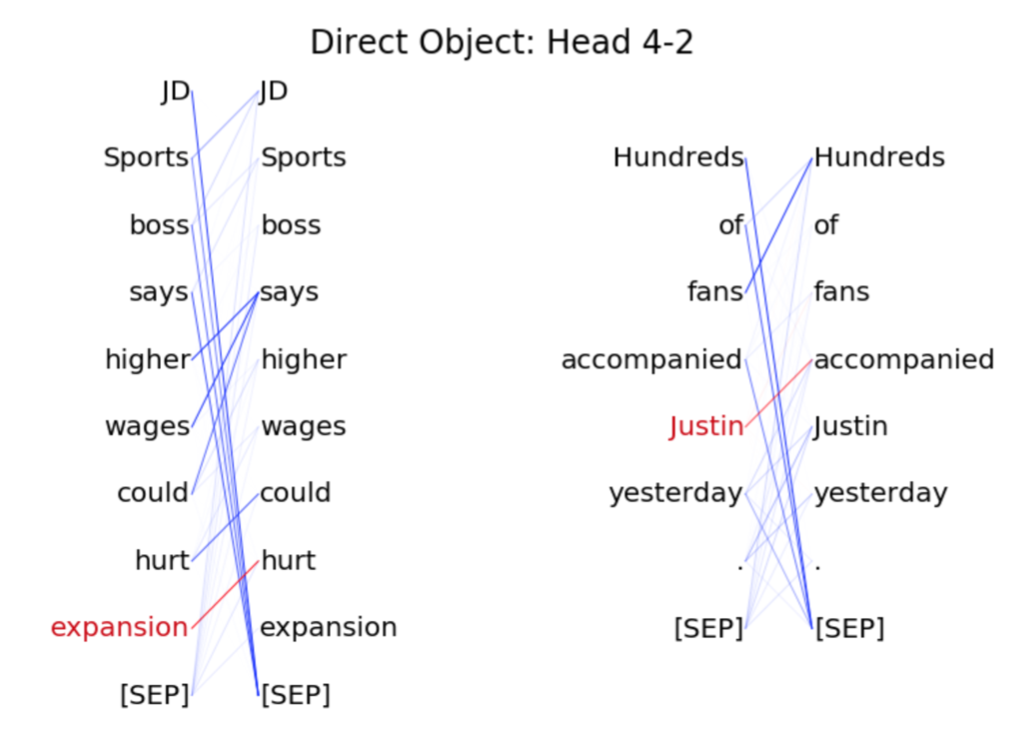 Direct Object: Head 4-2
JD JD
Sports Sports
boss boss
says says
higher higher
wages wages
could could
hurt hurt
expansion expansion
[SEP] [SEP]
Hundreds Hundreds
of of
fans fans
accompanied accompanied
Justin Justin
yesterday yesterday
. .
[SEP] [SEP]